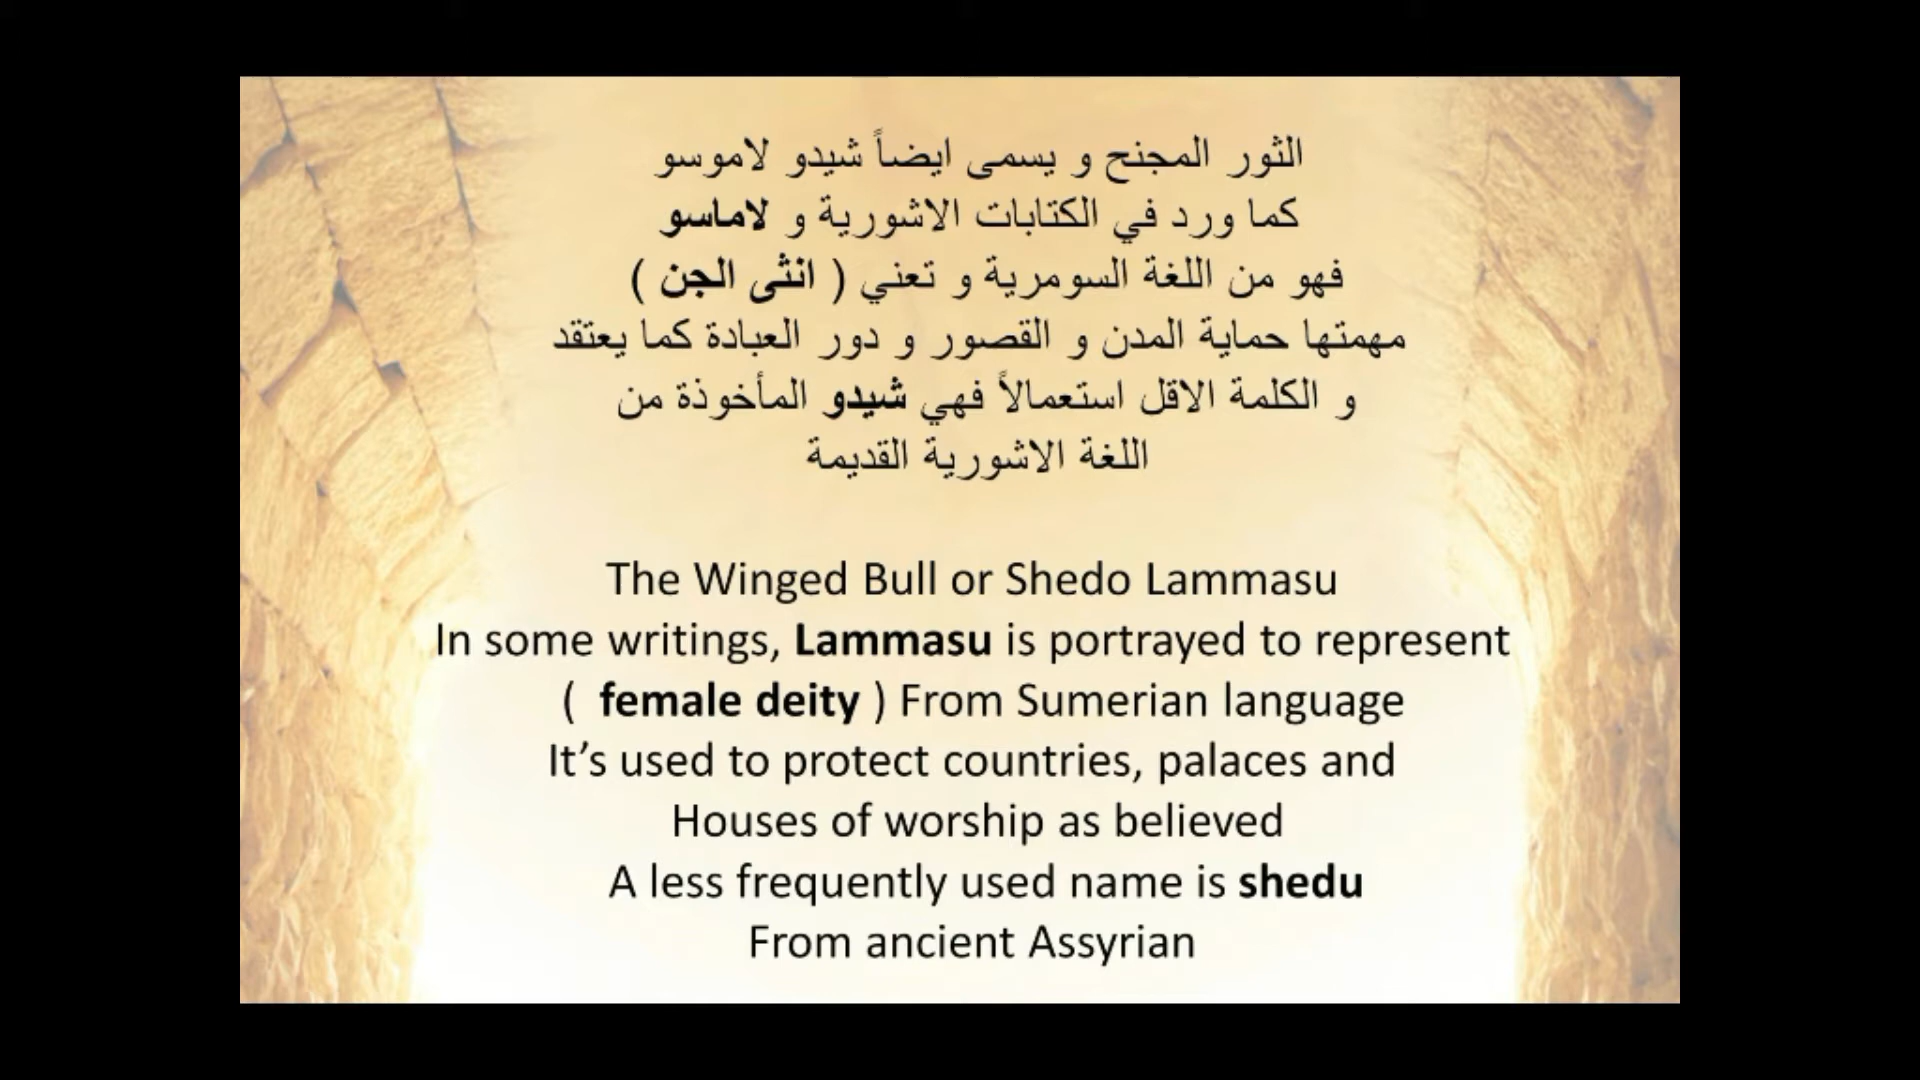 الثور المجنح و يسمى ايضاً شيدو لاموسو
كما ورد في الكتابات الاشورية و لاماسو
فهو من اللغة السومرية و تعني ( انثى الجن )
مهمتها حماية المدن و القصور و دور العبادة كما يعتقد
و الكلمة الاقل استعمالاً فهي شيدو المأخوذة من
اللغة الاشورية القديمة
The Winged Bull or Shedo Lammasu
In some writings, Lammasu is portrayed to represent
( female deity ) From Sumerian language
It’s used to protect countries, palaces and
Houses of worship as believed
A less frequently used name is shedu
From ancient Assyrian